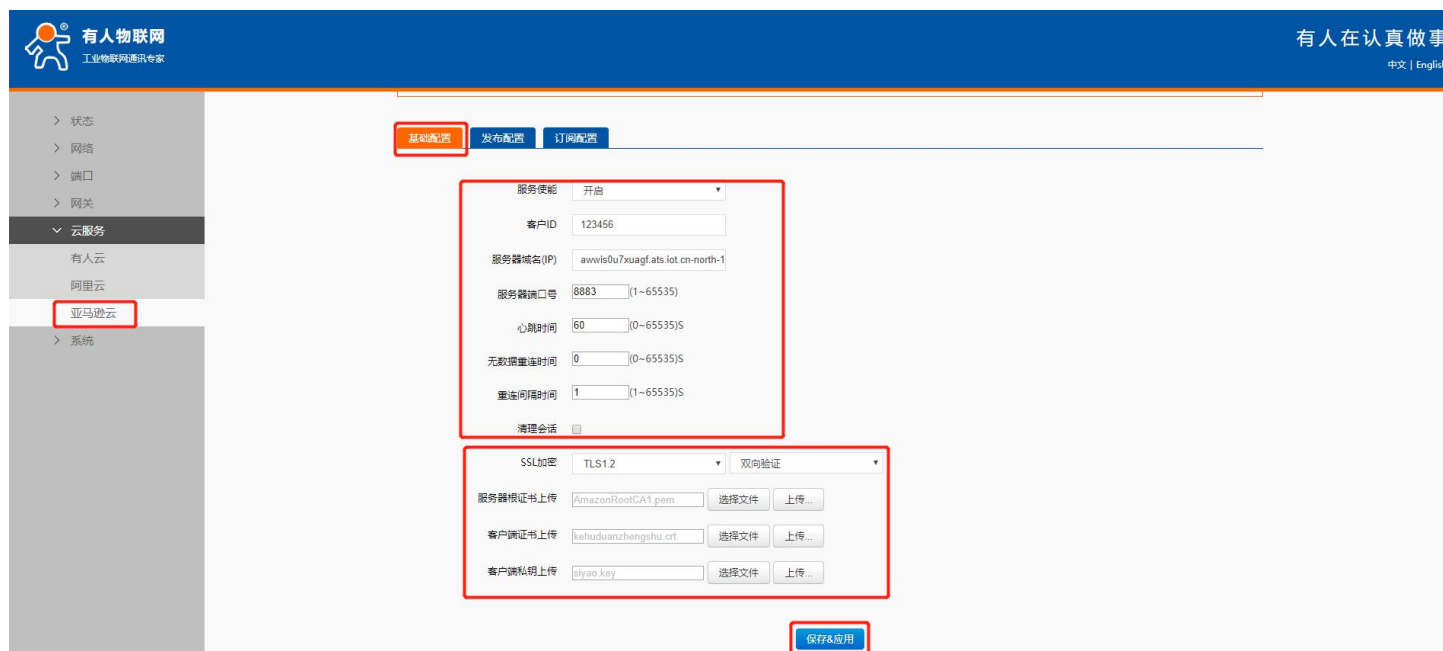 有人物联网
工业物联网通讯专家
有人在认真做事
中文 | English
状态
网络
端口
网关
云服务
有人云
阿里云
亚马逊云
系统
基础配置 发布配置 订阅配置
服务使能 开启
客户ID 123456
服务器域名(IP) awwis0u7xuagf.ats.iot.cn-north-1
服务器端口号 8883 (1~65535)
心跳时间 60 (0~65535)S
无数据重连时间 0 (0~65535)S
重连间隔时间 1 (1~65535)S
清理会话
SSL加密 TLS1.2 双向验证
服务器根证书上传 AmazonRootCA1.pem 选择文件 上传...
客户端证书上传 kehuduanzhengshu.crt 选择文件 上传...
客户端私钥上传 siyao.key 选择文件 上传...
保存&应用